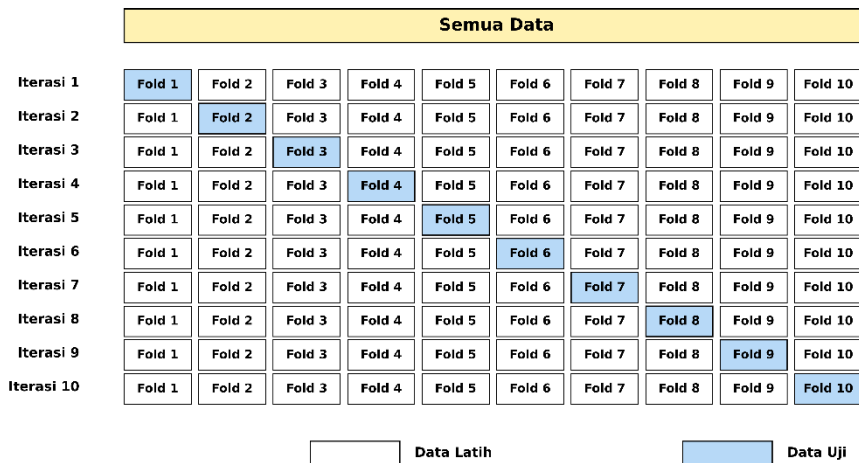 Semua Data
Iterasi 1 Fold 1 Fold 2 Fold 3 Fold 4 Fold 5 Fold 6 Fold 7 Fold 8 Fold 9 Fold 10
Iterasi 2 Fold 1 Fold 2 Fold 3 Fold 4 Fold 5 Fold 6 Fold 7 Fold 8 Fold 9 Fold 10
Iterasi 3 Fold 1 Fold 2 Fold 3 Fold 4 Fold 5 Fold 6 Fold 7 Fold 8 Fold 9 Fold 10
Iterasi 4 Fold 1 Fold 2 Fold 3 Fold 4 Fold 5 Fold 6 Fold 7 Fold 8 Fold 9 Fold 10
Iterasi 5 Fold 1 Fold 2 Fold 3 Fold 4 Fold 5 Fold 6 Fold 7 Fold 8 Fold 9 Fold 10
Iterasi 6 Fold 1 Fold 2 Fold 3 Fold 4 Fold 5 Fold 6 Fold 7 Fold 8 Fold 9 Fold 10
Iterasi 7 Fold 1 Fold 2 Fold 3 Fold 4 Fold 5 Fold 6 Fold 7 Fold 8 Fold 9 Fold 10
Iterasi 8 Fold 1 Fold 2 Fold 3 Fold 4 Fold 5 Fold 6 Fold 7 Fold 8 Fold 9 Fold 10
Iterasi 9 Fold 1 Fold 2 Fold 3 Fold 4 Fold 5 Fold 6 Fold 7 Fold 8 Fold 9 Fold 10
Iterasi 10 Fold 1 Fold 2 Fold 3 Fold 4 Fold 5 Fold 6 Fold 7 Fold 8 Fold 9 Fold 10
Data Latih Data Uji